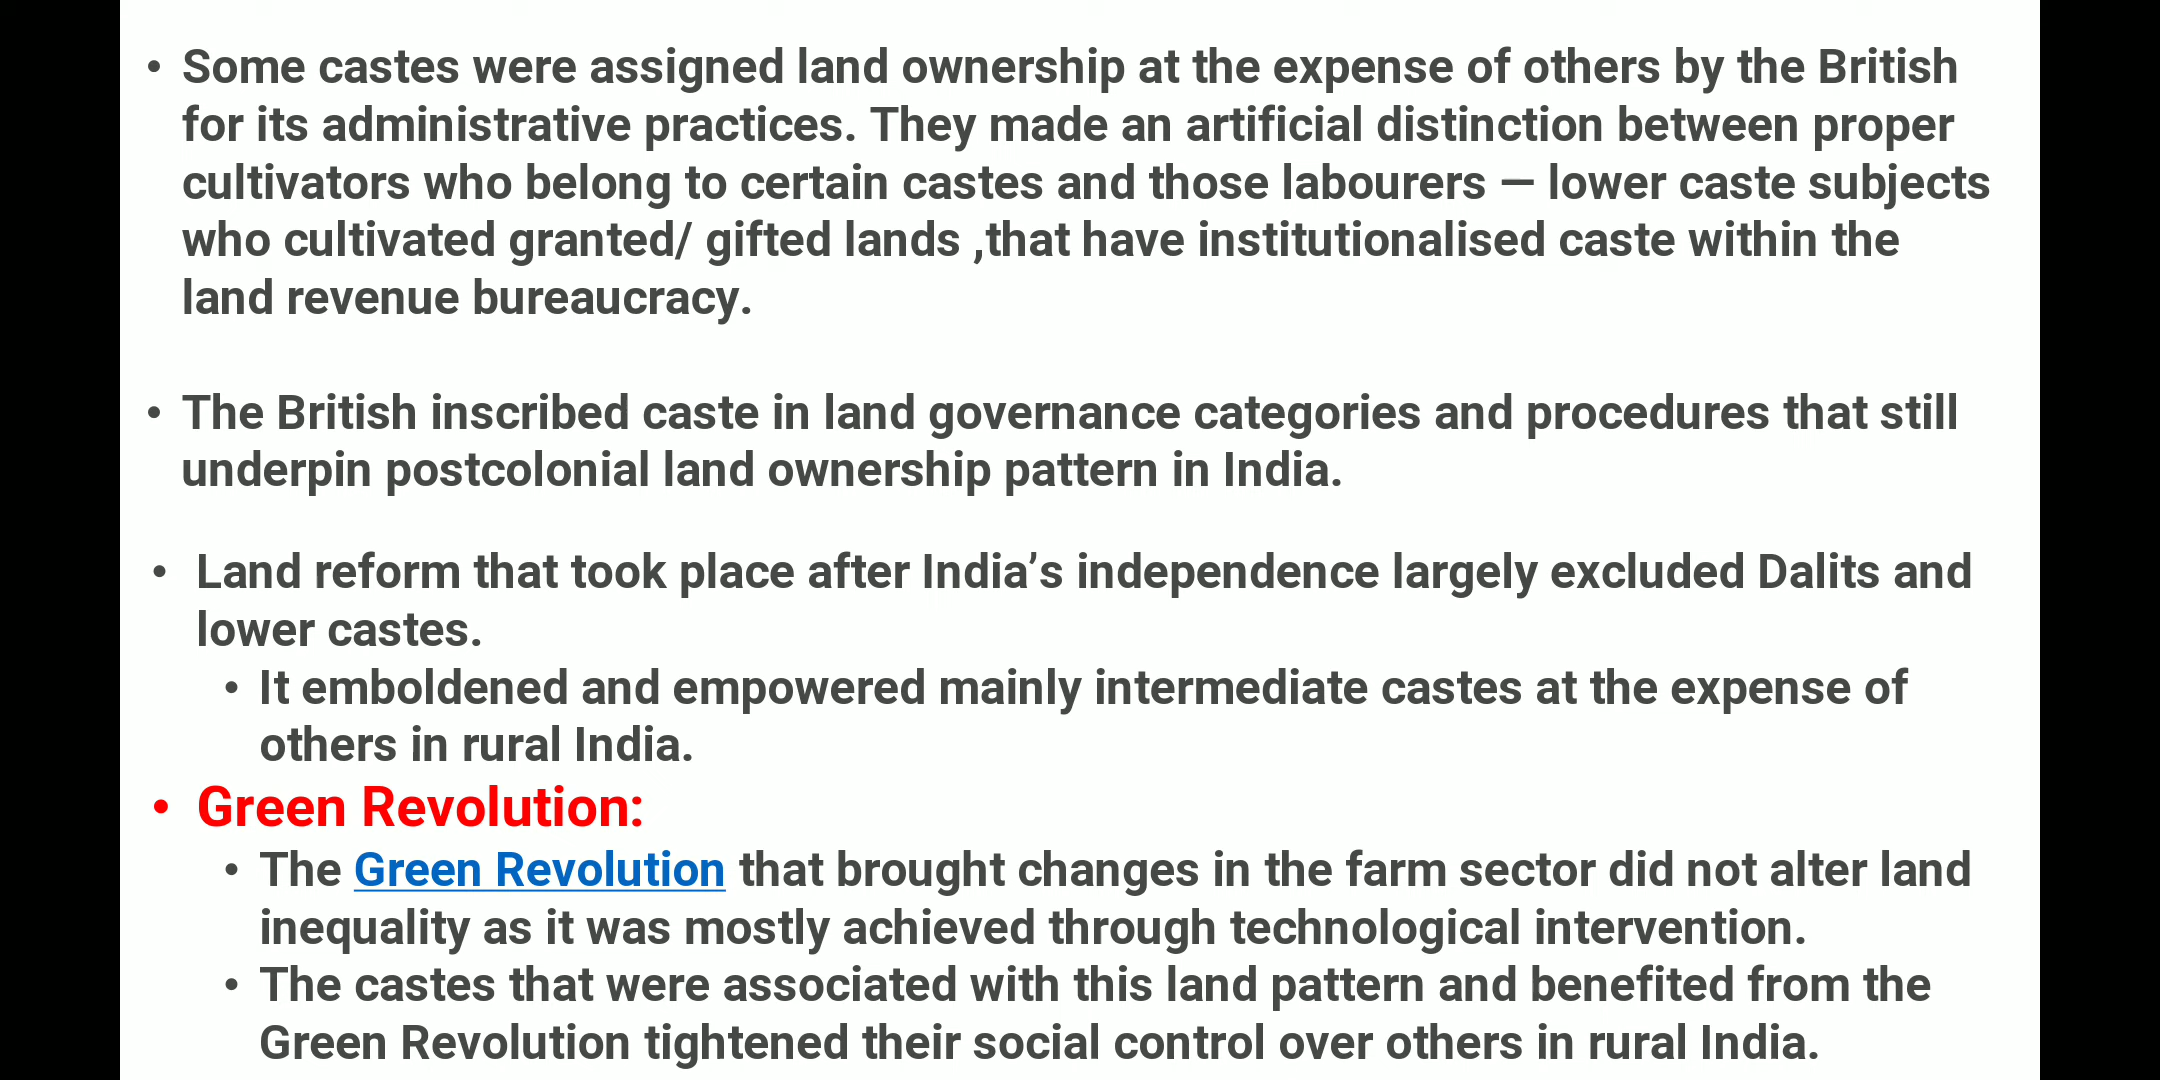 • Some castes were assigned land ownership at the expense of others by the British
for its administrative practices. They made an artificial distinction between proper
cultivators who belong to certain castes and those labourers — lower caste subjects
who cultivated granted/ gifted lands ,that have institutionalised caste within the
land revenue bureaucracy.
• The British inscribed caste in land governance categories and procedures that still
underpin postcolonial land ownership pattern in India.
• Land reform that took place after India’s independence largely excluded Dalits and
lower castes.
• It emboldened and empowered mainly intermediate castes at the expense of
others in rural India.
• Green Revolution:
• The Green Revolution that brought changes in the farm sector did not alter land
inequality as it was mostly achieved through technological intervention.
• The castes that were associated with this land pattern and benefited from the
Green Revolution tightened their social control over others in rural India.